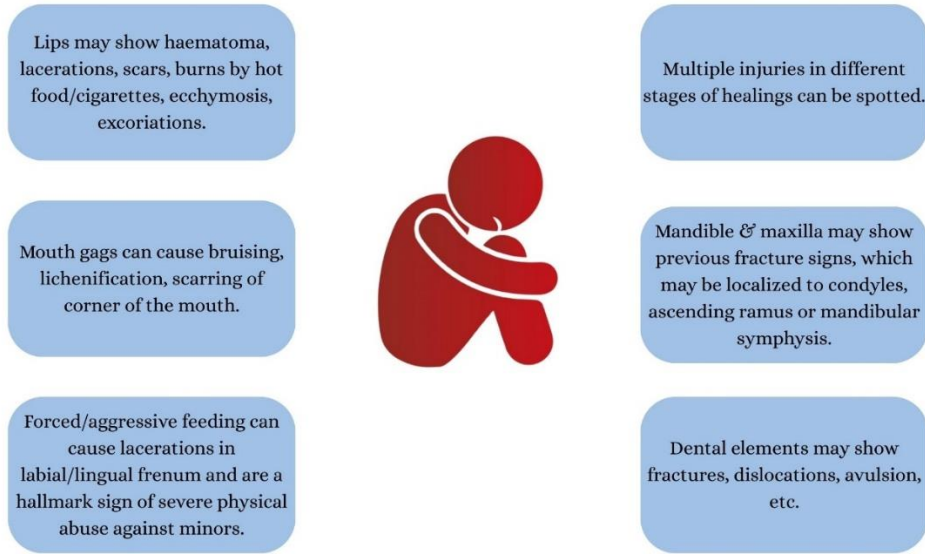 Lips may show haematoma,
lacerations, scars, burns by hot
food/cigarettes, ecchymosis,
excoriations.
Mouth gags can cause bruising,
lichenification, scarring of
corner of the mouth.
Forced/aggressive feeding can
cause lacerations in
labial/lingual frenum and are a
hallmark sign of severe physical
abuse against minors.
Multiple injuries in different
stages of healings can be spotted.
Mandible & maxilla may show
previous fracture signs, which
may be localized to condyles,
ascending ramus or mandibular
symphysis.
Dental elements may show
fractures, dislocations, avulsion,
etc.